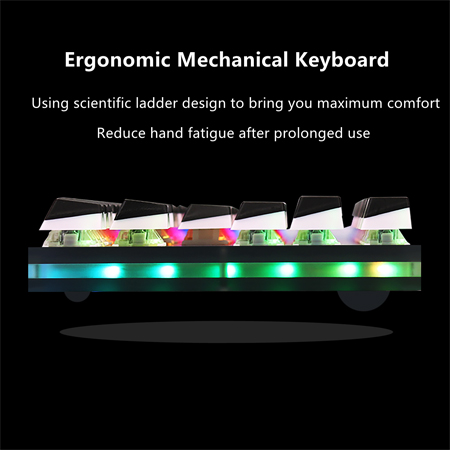 Ergonomic Mechanical Keyboard
Using scientific ladder design to bring you maximum comfort
Reduce hand fatigue after prolonged use